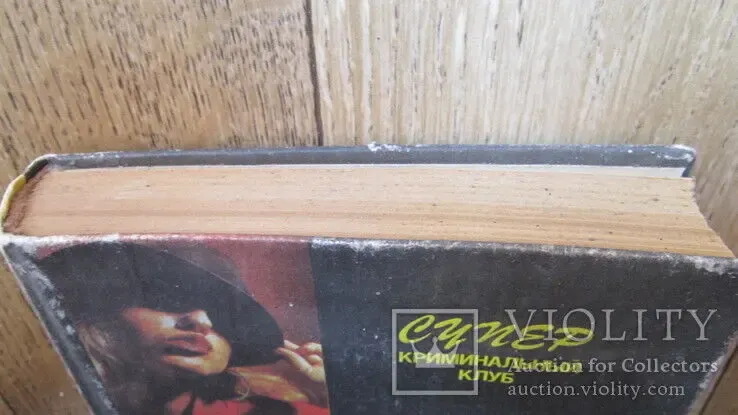 СУПЕР
КРИМИНАЛЬНЫЙ
КЛУБ
VIOLITY
Auction for Collectors
auction.violity.com